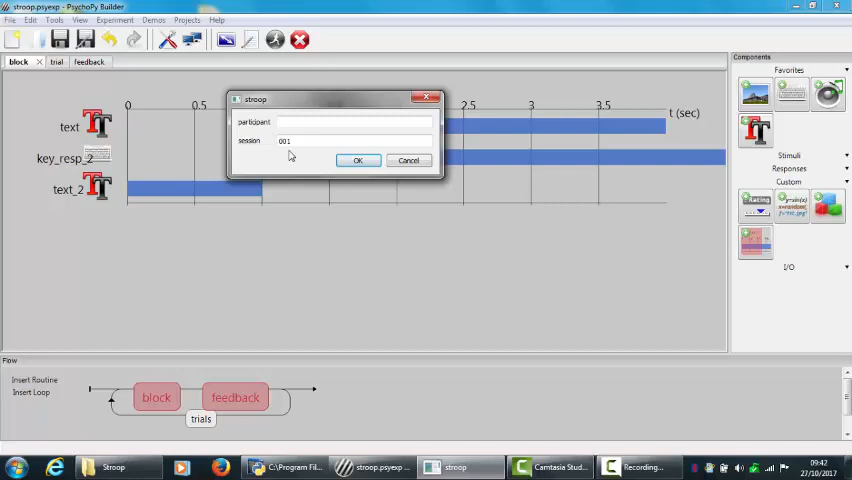 stroop.psyexp - PsychoPy Builder
File Edit Tools View Experiment Demos Projects Help
block trial feedback
Components
Favorites
Stimuli
Responses
Custom
Rating
I/O
0 0.5 2.5 3 3.5 t (sec)
text
key_resp_2
text_2
stroop
participant
session 001
OK Cancel
Flow
Insert Routine
Insert Loop
block feedback
trials
Stroop
C:\Program Fil...
stroop.psyexp ...
stroop
Camtasia Stud...
Recording...
09:42
27/10/2017